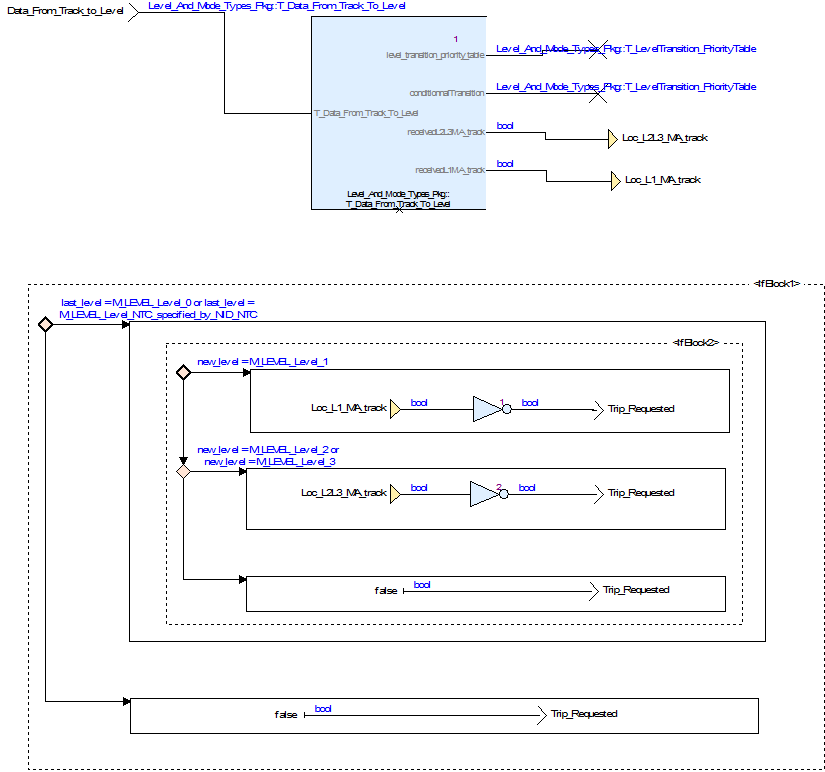 Data_From_Track_to_Level
Level_And_Mode_Types_Pkg::T_Data_From_Track_To_Level
1
level_transition_priority_table
Level_And_Mode_Types_Pkg::T_LevelTransition_PriorityTable
conditionnalTransition
Level_And_Mode_Types_Pkg::T_LevelTransition_PriorityTable
T_Data_From_Track_To_Level
receivedL2L3MA_track
bool
Loc_L2L3_MA_track
receivedL1MA_track
bool
Loc_L1_MA_track
Level_And_Mode_Types_Pkg::
T_Data_From_Track_To_Level
<IfBlock1>
last_level = M_LEVEL_Level_0 or last_level =
M_LEVEL_Level_NTC_specified_by_NID_NTC
<IfBlock2>
new_level = M_LEVEL_Level_1
Loc_L1_MA_track
bool
1
bool
Trip_Requested
new_level = M_LEVEL_Level_2 or
new_level = M_LEVEL_Level_3
Loc_L2L3_MA_track
bool
2
bool
Trip_Requested
false
bool
Trip_Requested
false
bool
Trip_Requested